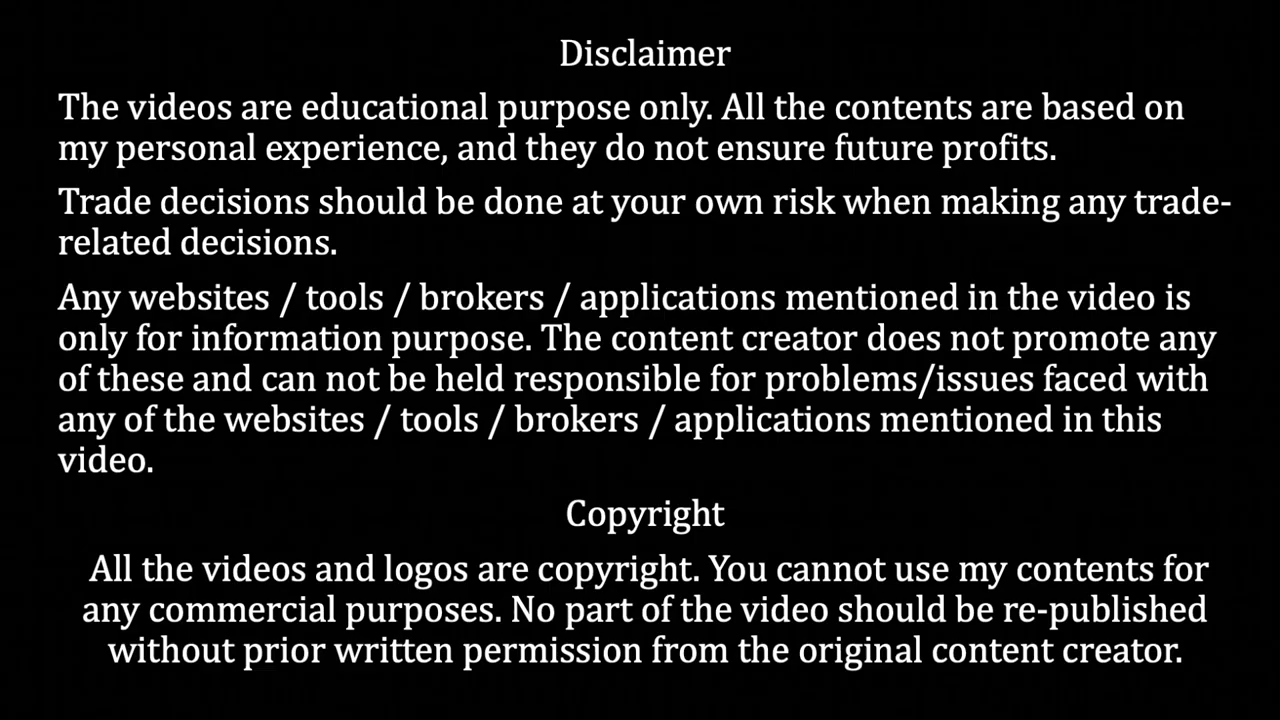 Disclaimer
The videos are educational purpose only. All the contents are based on
my personal experience, and they do not ensure future profits.
Trade decisions should be done at your own risk when making any trade-
related decisions.
Any websites / tools / brokers / applications mentioned in the video is
only for information purpose. The content creator does not promote any
of these and can not be held responsible for problems/issues faced with
any of the websites / tools / brokers / applications mentioned in this
video.
Copyright
All the videos and logos are copyright. You cannot use my contents for
any commercial purposes. No part of the video should be re-published
without prior written permission from the original content creator.